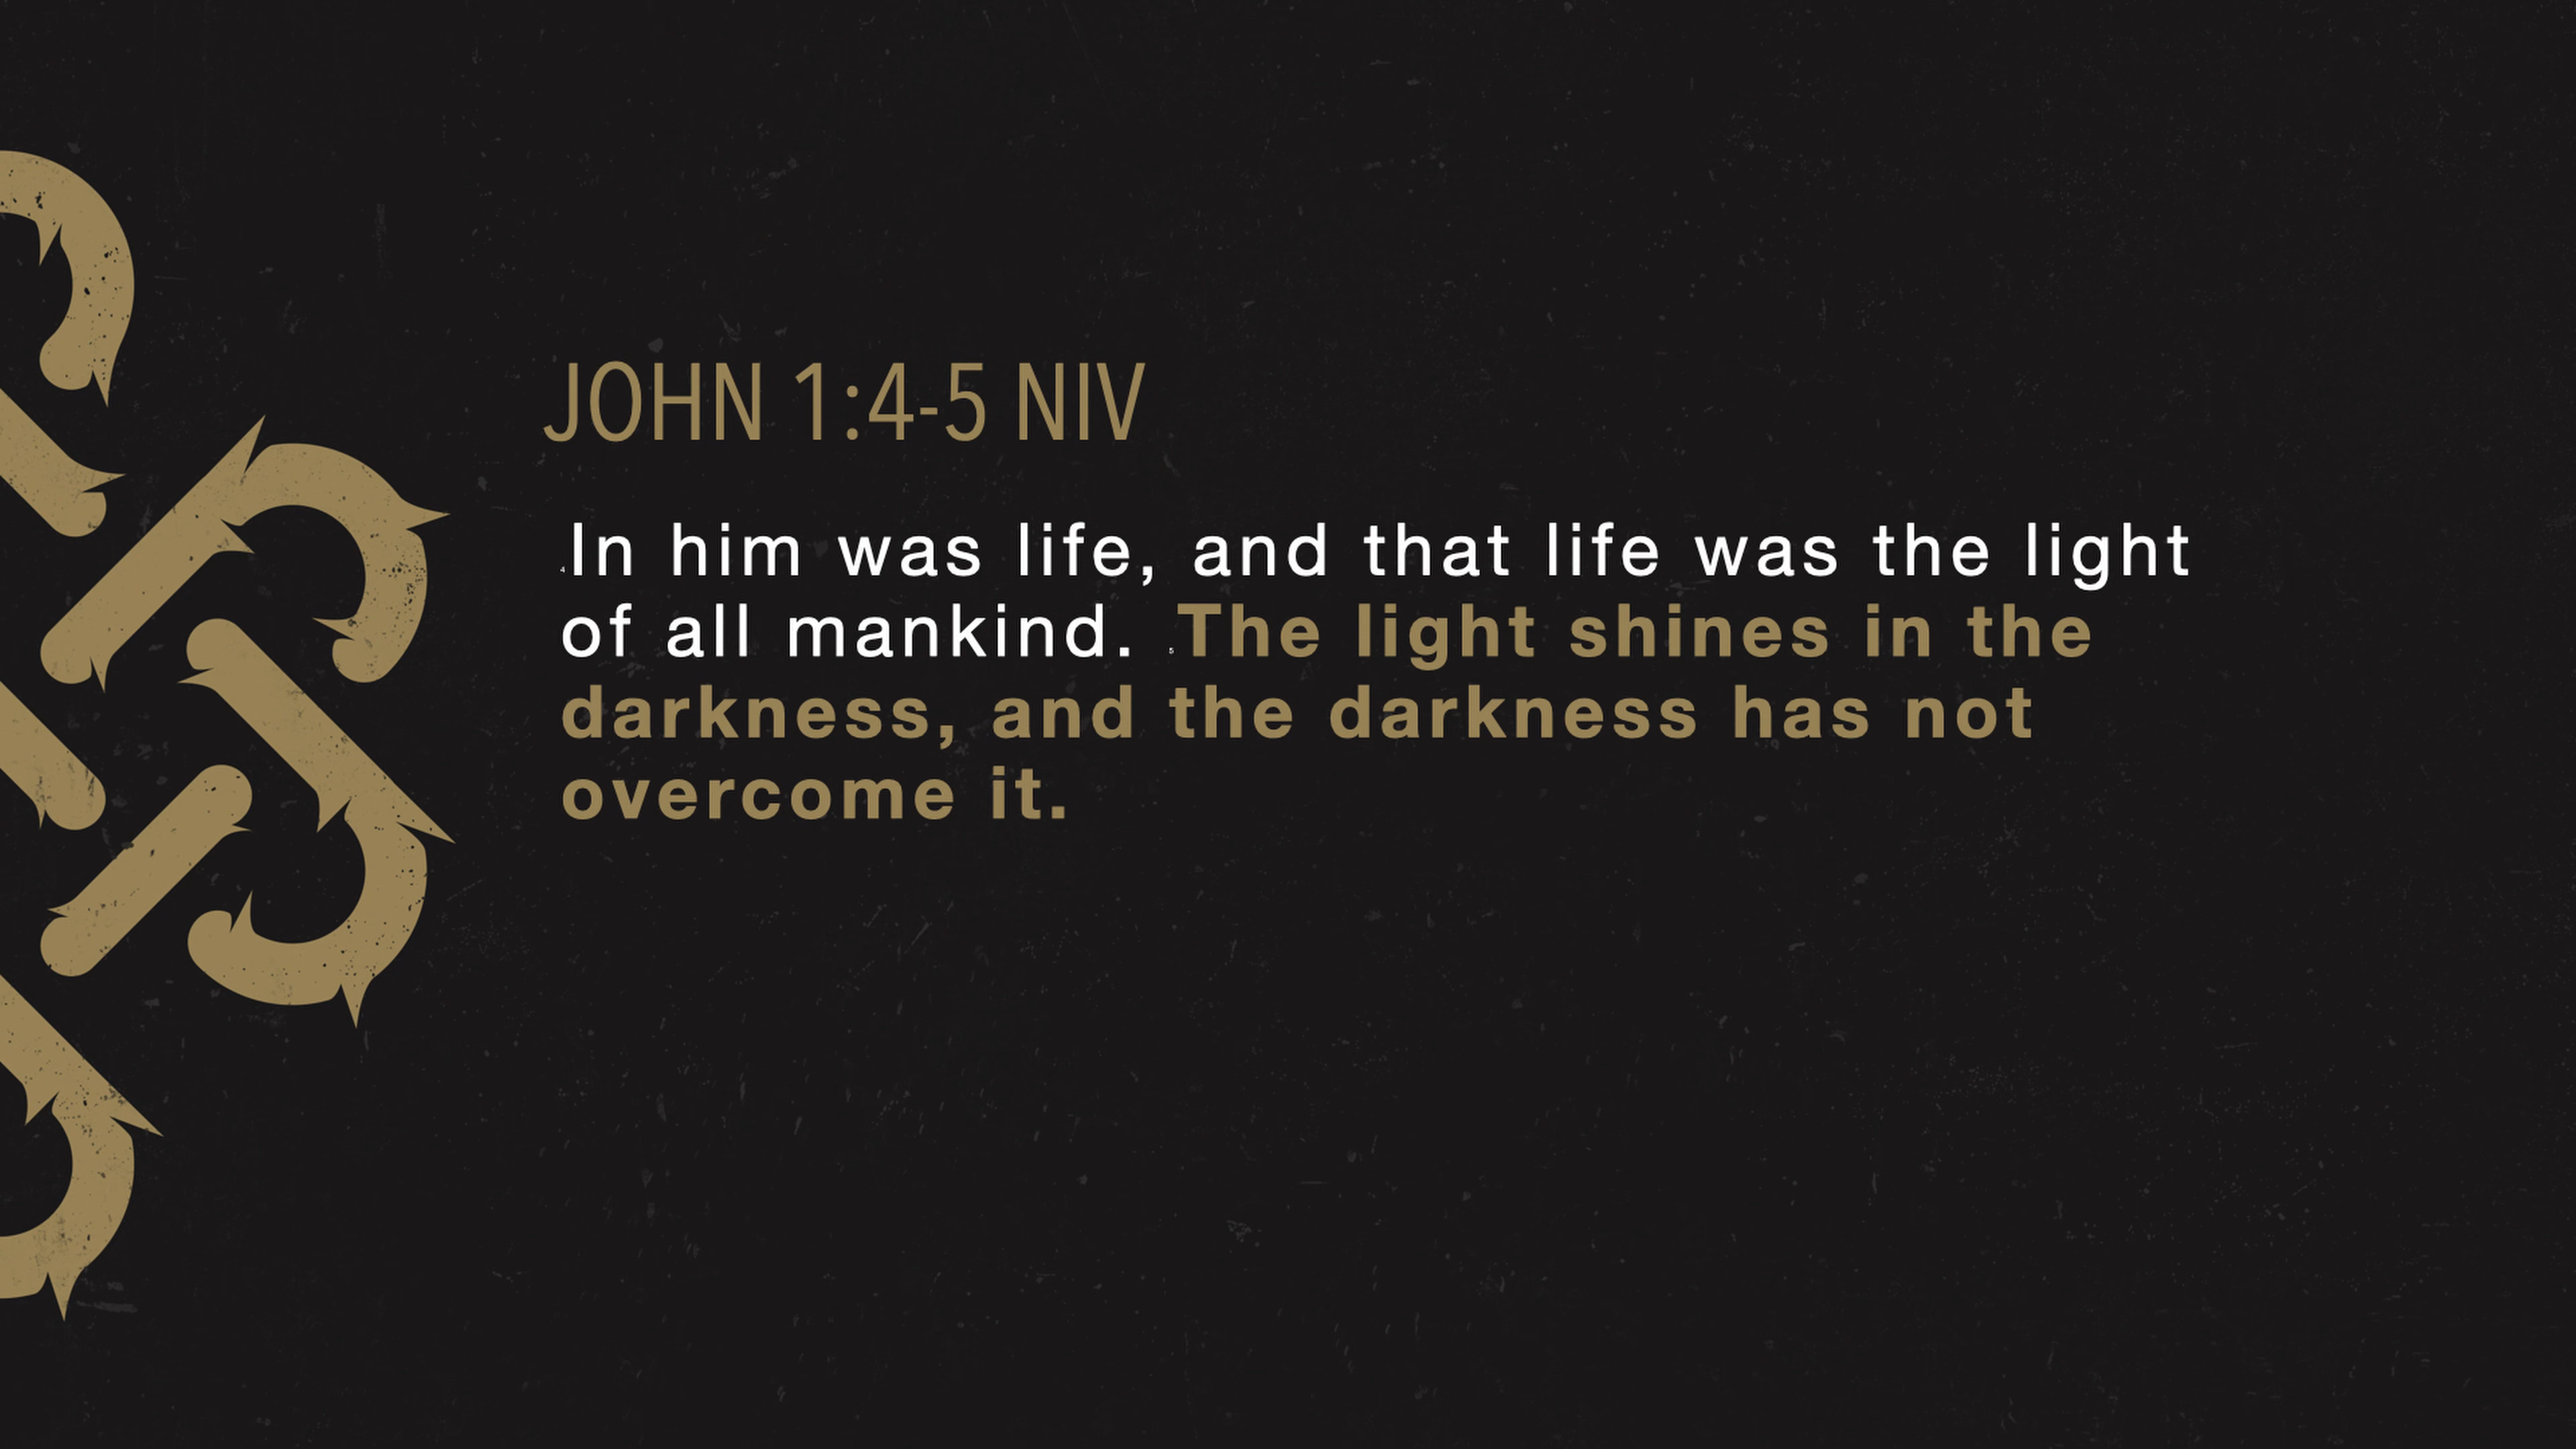 JOHN 1:4-5 NIV
4In him was life, and that life was the light
of all mankind. 5The light shines in the
darkness, and the darkness has not
overcome it.